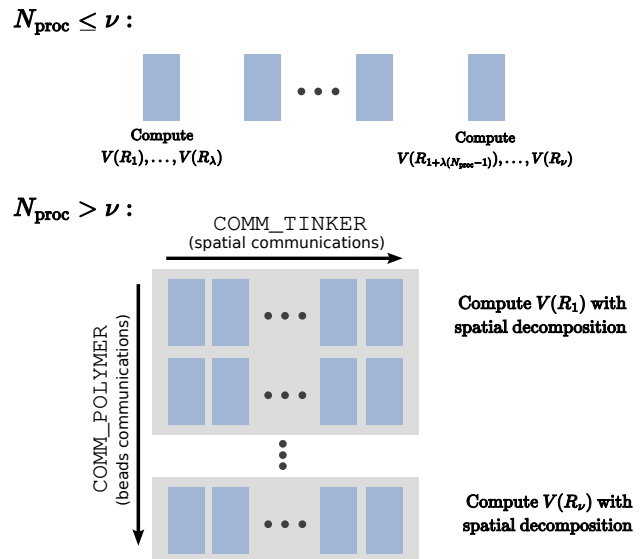 N_proc ≤ ν :
Compute
V(R_1), …, V(R_λ)
Compute
V(R_{1+λ(N_proc−1)}), …, V(R_ν)
N_proc > ν :
COMM_TINKER
(spatial communications)
COMM_POLYMER
(beads communications)
Compute V(R_1) with
spatial decomposition
Compute V(R_ν) with
spatial decomposition